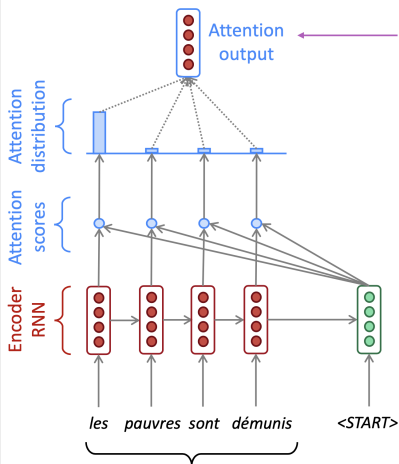 Attention
output
Attention
distribution
Attention
scores
Encoder
RNN
les pauvres sont démunis <START>